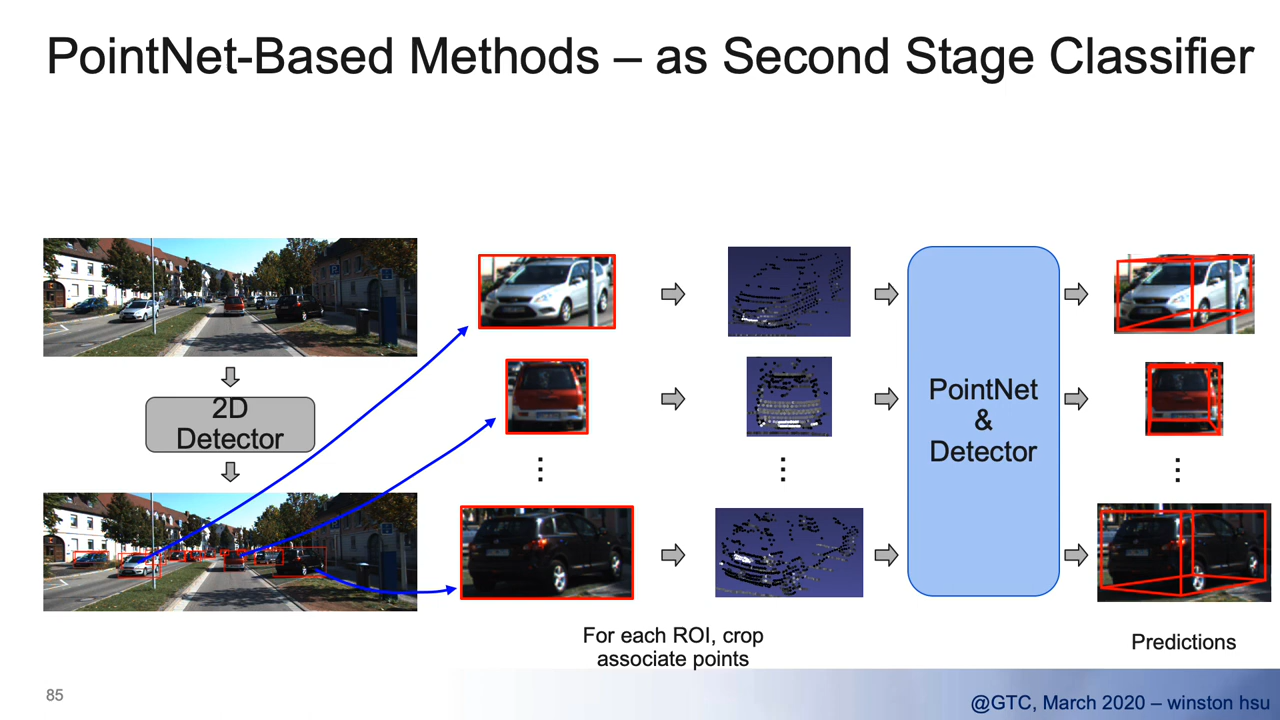 PointNet-Based Methods – as Second Stage Classifier
2D
Detector
PointNet
&
Detector
For each ROI, crop
associate points
Predictions
85
@GTC, March 2020 – winston hsu